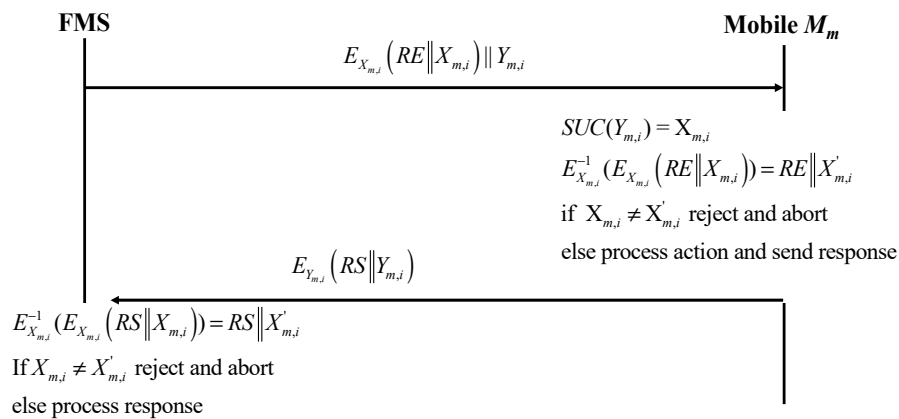 FMS
Mobile M_m
E_{X_{m,i}}(RE‖X_{m,i})‖Y_{m,i}
SUC(Y_{m,i}) = X_{m,i}
E^{-1}_{X_{m,i}}(E_{X_{m,i}}(RE‖X_{m,i})) = RE‖X'_{m,i}
if X_{m,i} ≠ X'_{m,i} reject and abort
else process action and send response
E_{Y_{m,i}}(RS‖Y_{m,i})
E^{-1}_{X_{m,i}}(E_{X_{m,i}}(RS‖X_{m,i})) = RS‖X'_{m,i}
If X_{m,i} ≠ X'_{m,i} reject and abort
else process response